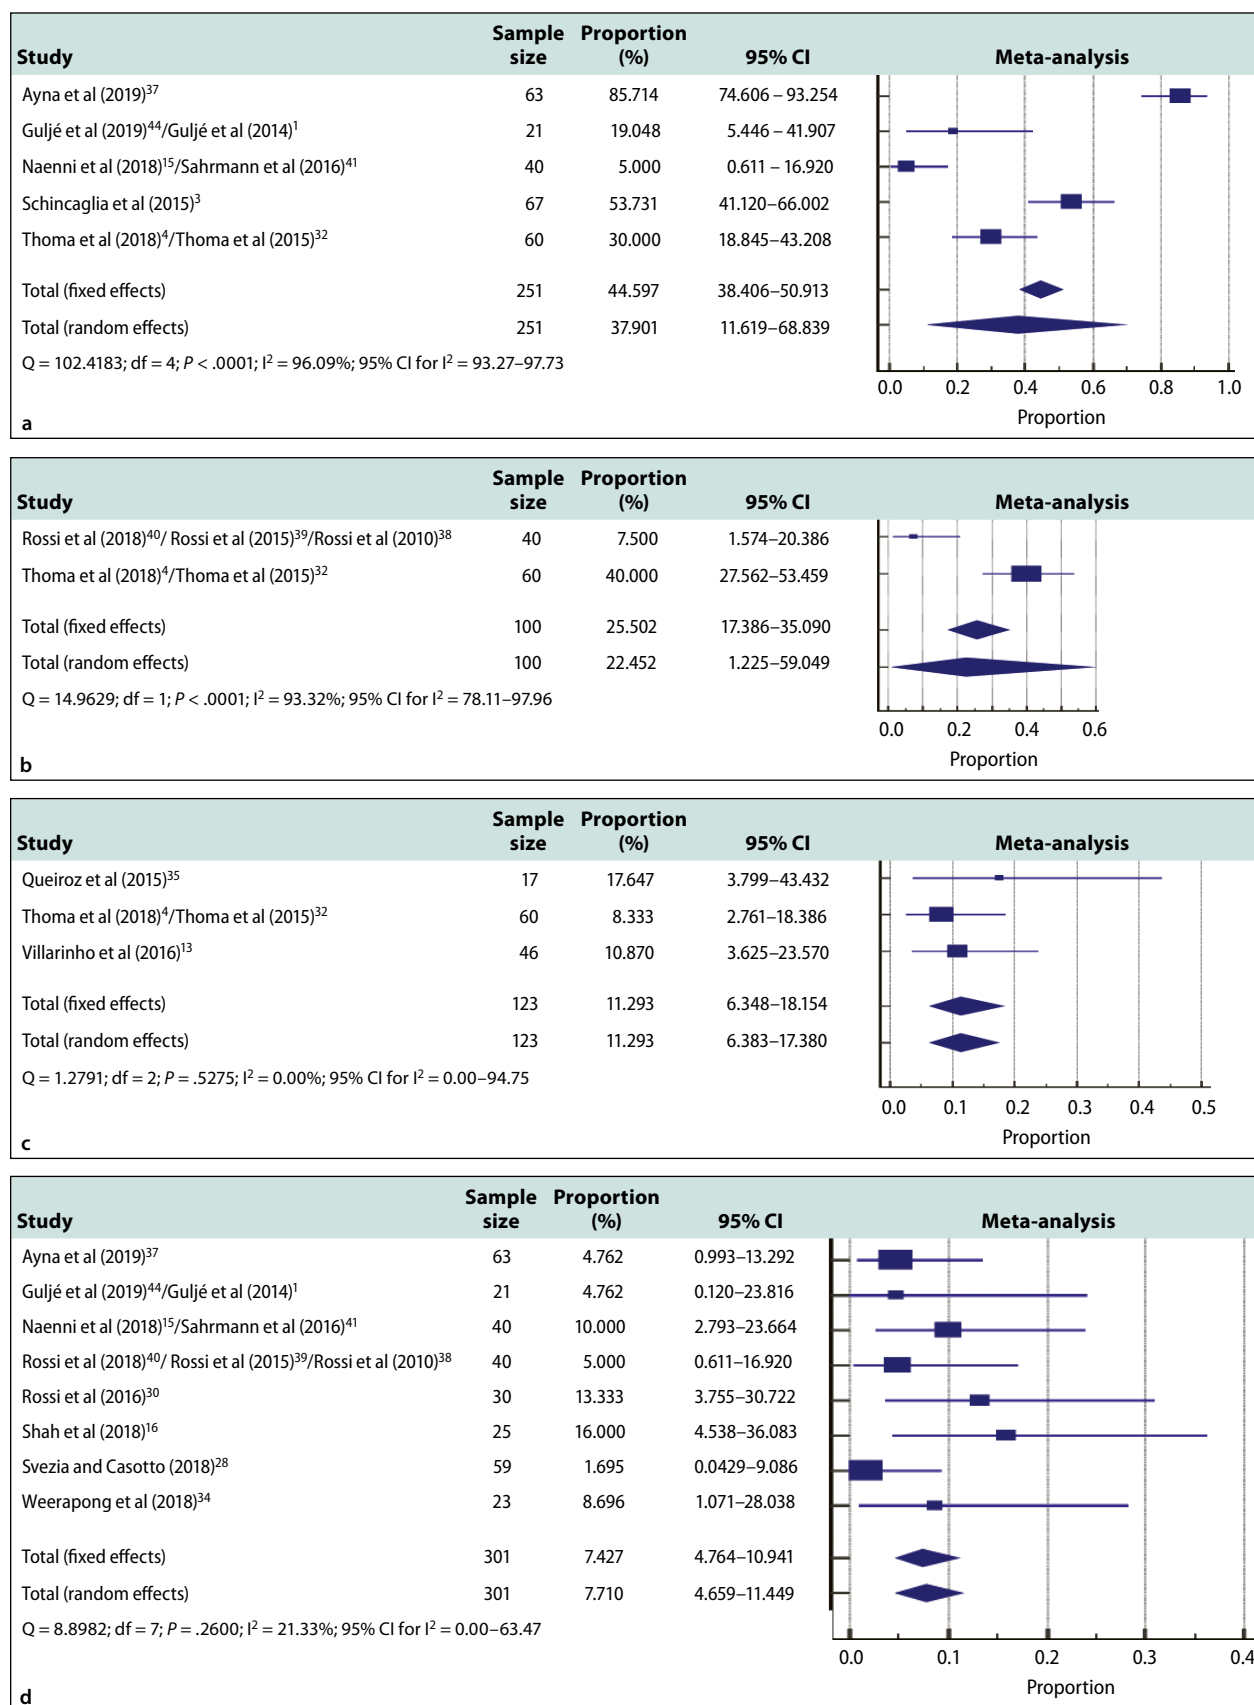 Study Sample size Proportion (%) 95% CI Meta-analysis
Ayna et al (2019)37 63 85.714 74.606 – 93.254
Guljé et al (2019)44/Guljé et al (2014)1 21 19.048 5.446 – 41.907
Naenni et al (2018)15/Sahrmann et al (2016)41 40 5.000 0.611 – 16.920
Schincaglia et al (2015)3 67 53.731 41.120–66.002
Thoma et al (2018)4/Thoma et al (2015)32 60 30.000 18.845–43.208
Total (fixed effects) 251 44.597 38.406–50.913
Total (random effects) 251 37.901 11.619–68.839
Q = 102.4183; df = 4; P < .0001; I2 = 96.09%; 95% CI for I2 = 93.27–97.73
0.0 0.2 0.4 0.6 0.8 1.0
Proportion
a
Study Sample size Proportion (%) 95% CI Meta-analysis
Rossi et al (2018)40/ Rossi et al (2015)39/Rossi et al (2010)38 40 7.500 1.574–20.386
Thoma et al (2018)4/Thoma et al (2015)32 60 40.000 27.562–53.459
Total (fixed effects) 100 25.502 17.386–35.090
Total (random effects) 100 22.452 1.225–59.049
Q = 14.9629; df = 1; P < .0001; I2 = 93.32%; 95% CI for I2 = 78.11–97.96
0.0 0.2 0.4 0.6
Proportion
b
Study Sample size Proportion (%) 95% CI Meta-analysis
Queiroz et al (2015)35 17 17.647 3.799–43.432
Thoma et al (2018)4/Thoma et al (2015)32 60 8.333 2.761–18.386
Villarinho et al (2016)13 46 10.870 3.625–23.570
Total (fixed effects) 123 11.293 6.348–18.154
Total (random effects) 123 11.293 6.383–17.380
Q = 1.2791; df = 2; P = .5275; I2 = 0.00%; 95% CI for I2 = 0.00–94.75
0.0 0.1 0.2 0.3 0.4 0.5
Proportion
c
Study Sample size Proportion (%) 95% CI Meta-analysis
Ayna et al (2019)37 63 4.762 0.993–13.292
Guljé et al (2019)44/Guljé et al (2014)1 21 4.762 0.120–23.816
Naenni et al (2018)15/Sahrmann et al (2016)41 40 10.000 2.793–23.664
Rossi et al (2018)40/ Rossi et al (2015)39/Rossi et al (2010)38 40 5.000 0.611–16.920
Rossi et al (2016)30 30 13.333 3.755–30.722
Shah et al (2018)16 25 16.000 4.538–36.083
Svezia and Casotto (2018)28 59 1.695 0.0429–9.086
Weerapong et al (2018)34 23 8.696 1.071–28.038
Total (fixed effects) 301 7.427 4.764–10.941
Total (random effects) 301 7.710 4.659–11.449
Q = 8.8982; df = 7; P = .2600; I2 = 21.33%; 95% CI for I2 = 0.00–63.47
0.0 0.1 0.2 0.3 0.4
Proportion
d